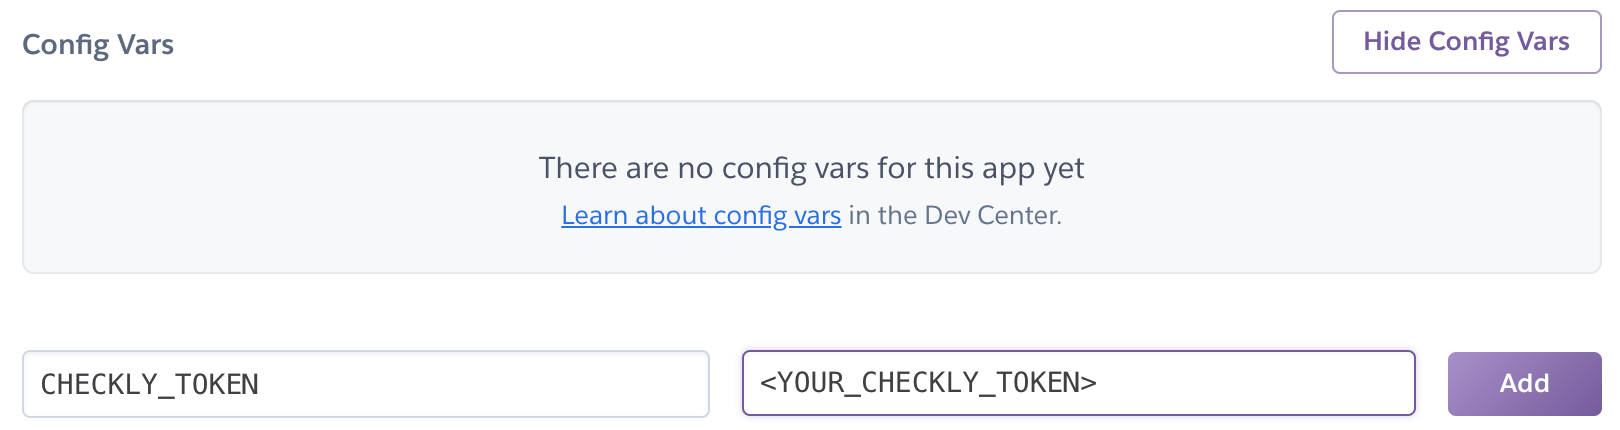 Config Vars
Hide Config Vars
There are no config vars for this app yet
Learn about config vars in the Dev Center.
CHECKLY_TOKEN
<YOUR_CHECKLY_TOKEN>
Add